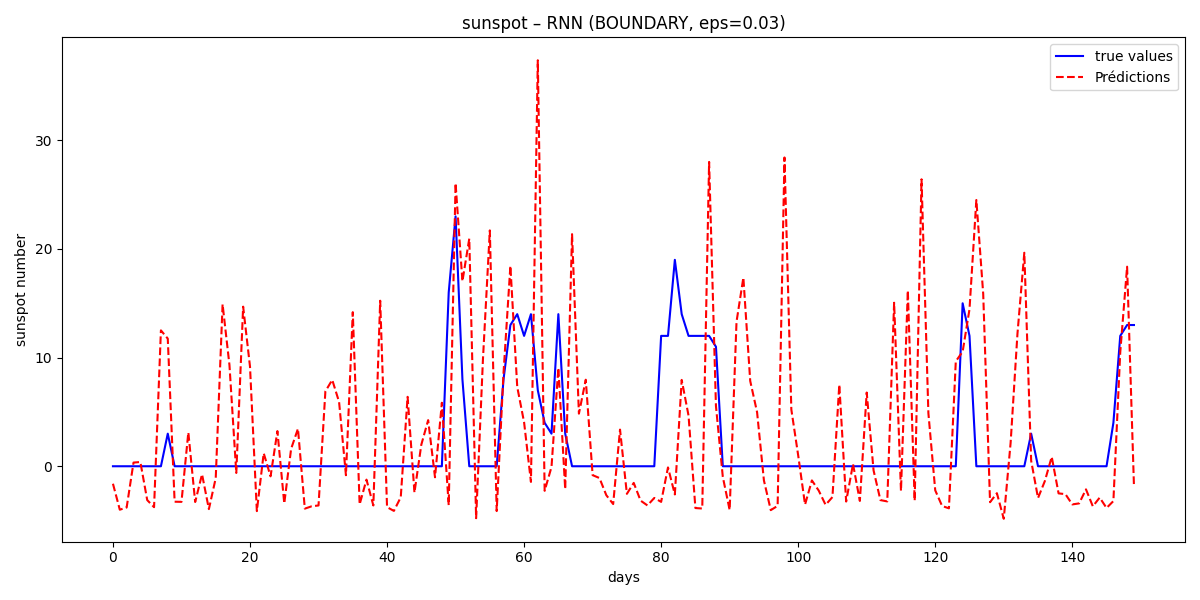 sunspot – RNN (BOUNDARY, eps=0.03)
true values
Prédictions
sunspot number
30
20
10
0
0 20 40 60 80 100 120 140
days